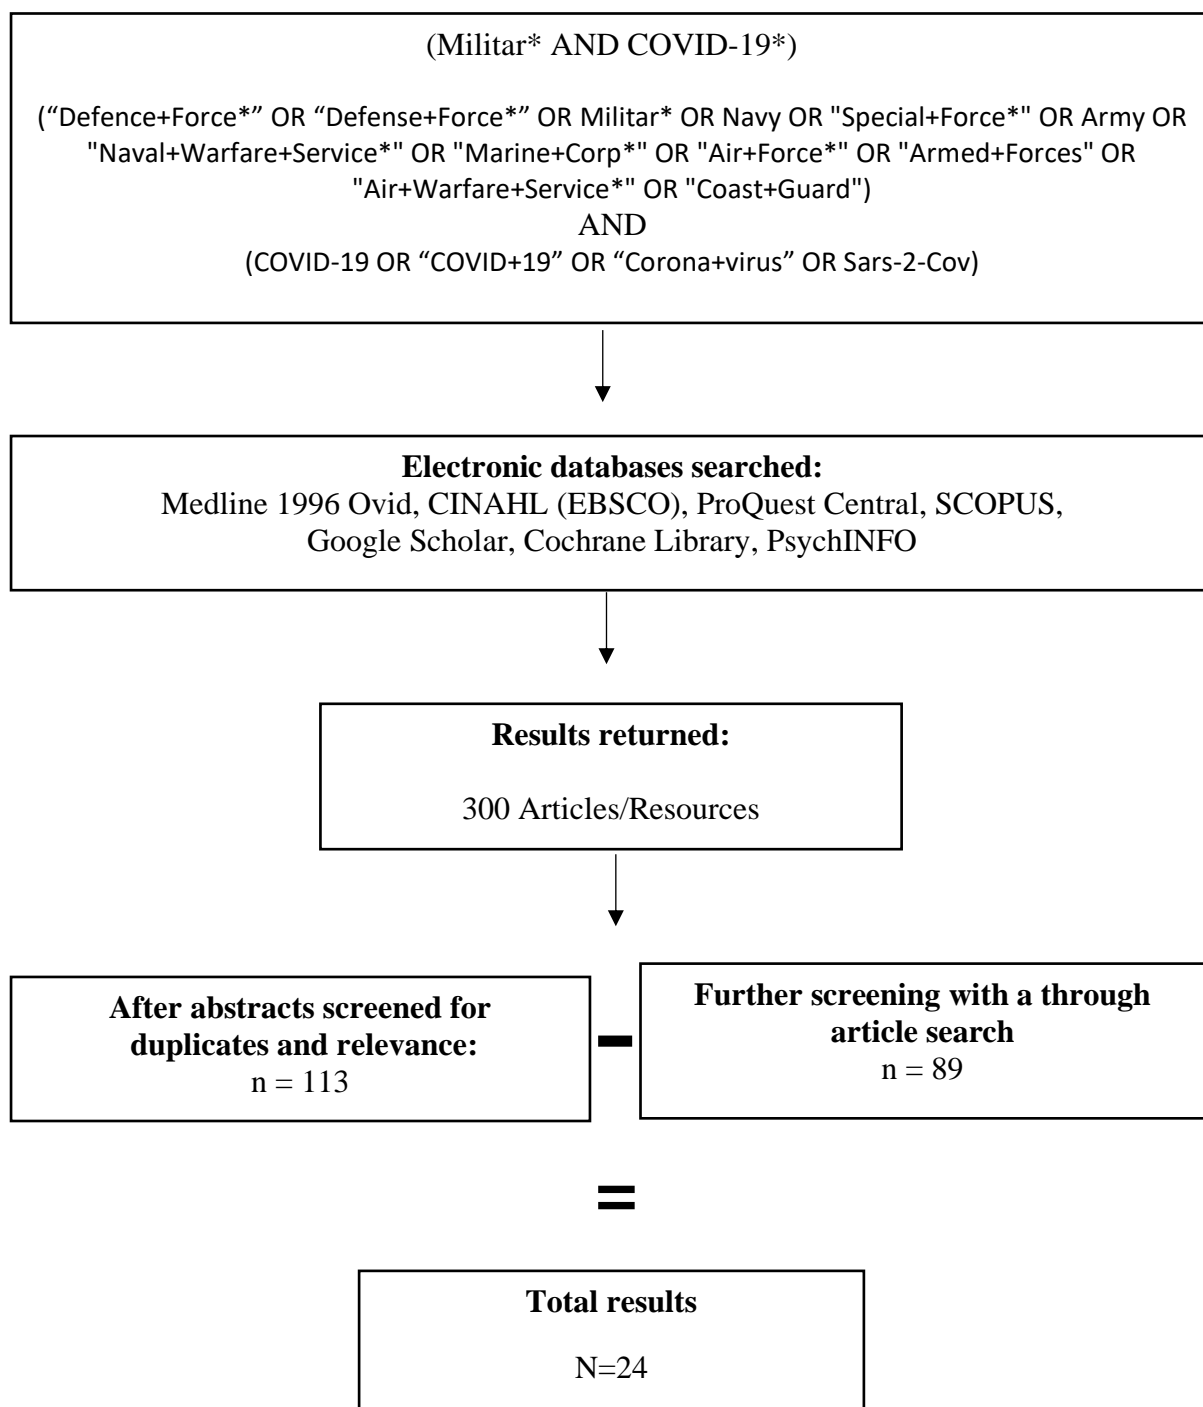 (Militar* AND COVID-19*)
(“Defence+Force*” OR “Defense+Force*” OR Militar* OR Navy OR "Special+Force*" OR Army OR
"Naval+Warfare+Service*" OR "Marine+Corp*" OR "Air+Force*" OR "Armed+Forces" OR
"Air+Warfare+Service*" OR "Coast+Guard")
AND
(COVID-19 OR “COVID+19” OR “Corona+virus” OR Sars-2-Cov)
Electronic databases searched:
Medline 1996 Ovid, CINAHL (EBSCO), ProQuest Central, SCOPUS,
Google Scholar, Cochrane Library, PsychINFO
Results returned:
300 Articles/Resources
After abstracts screened for
duplicates and relevance:
n = 113
-
Further screening with a through
article search
n = 89
=
Total results
N=24